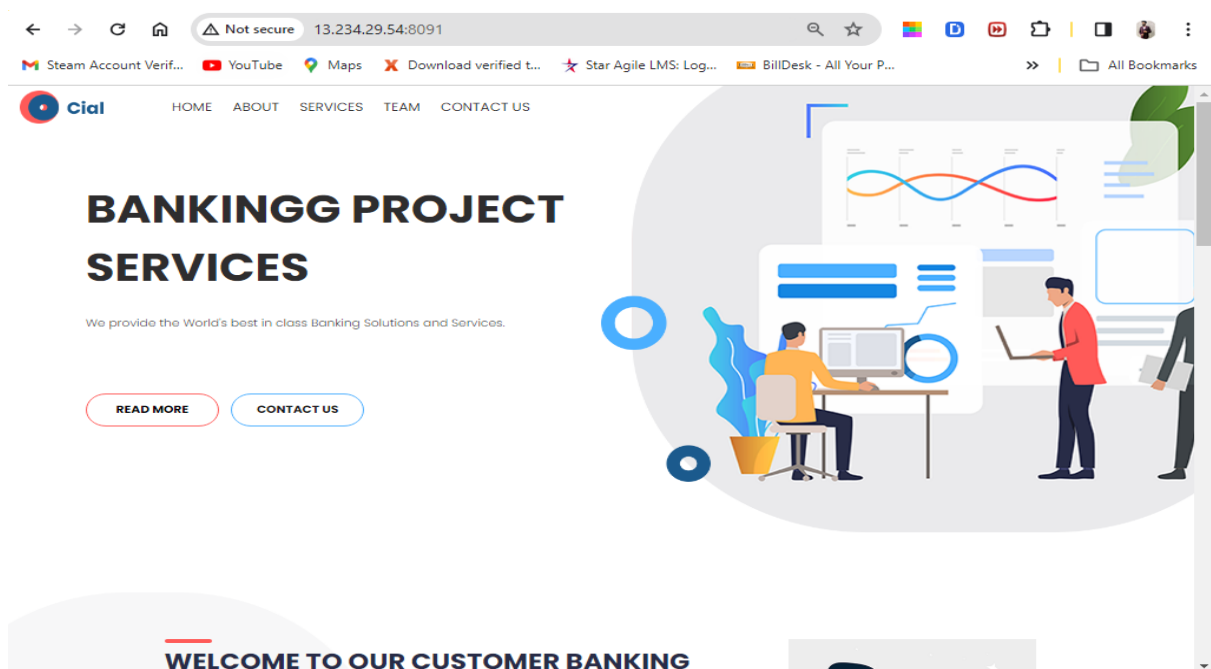 Not secure 13.234.29.54:8091
Steam Account Verif... YouTube Maps Download verified t... Star Agile LMS: Log... BillDesk - All Your P... » All Bookmarks
Cial HOME ABOUT SERVICES TEAM CONTACT US
BANKINGG PROJECT
SERVICES
We provide the World's best in class Banking Solutions and Services.
READ MORE CONTACT US
WELCOME TO OUR CUSTOMER BANKING